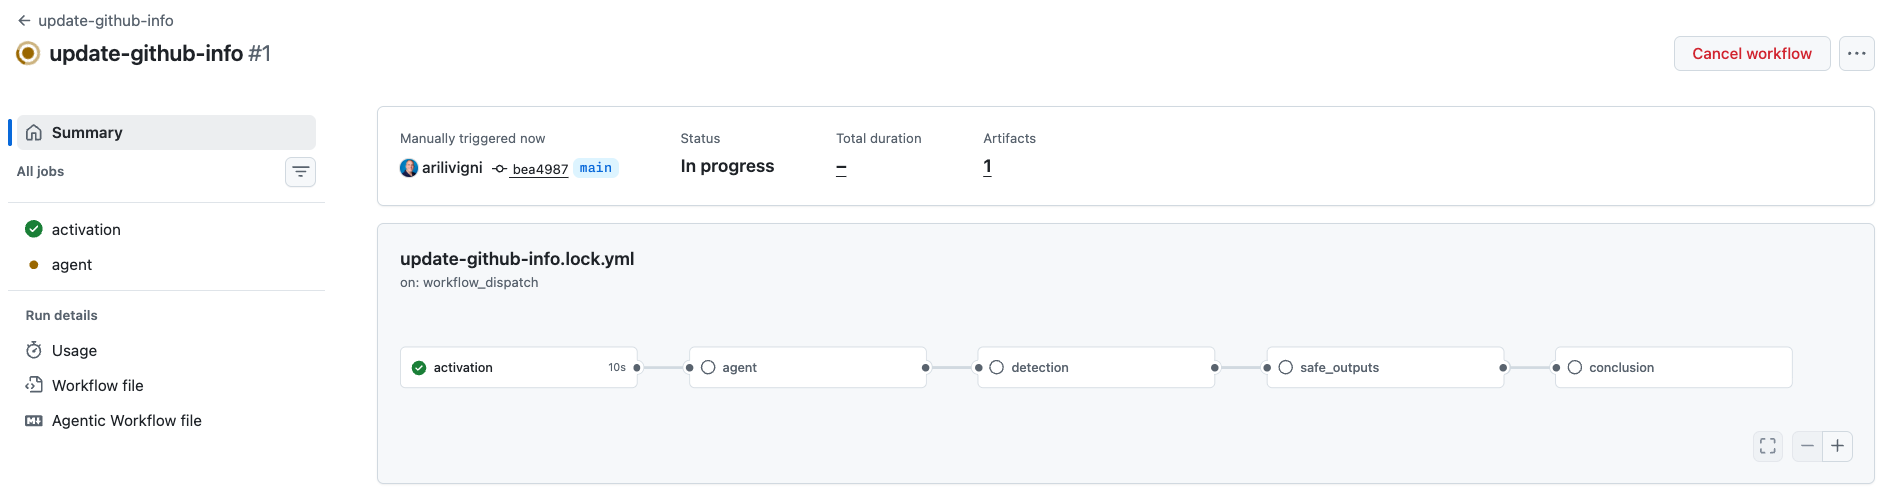 update-github-info
update-github-info #1
Cancel workflow
Summary
All jobs
activation
agent
Run details
Usage
Workflow file
Agentic Workflow file
Manually triggered now
arilivigni bea4987 main
Status
In progress
Total duration
–
Artifacts
1
update-github-info.lock.yml
on: workflow_dispatch
activation 10s
agent
detection
safe_outputs
conclusion